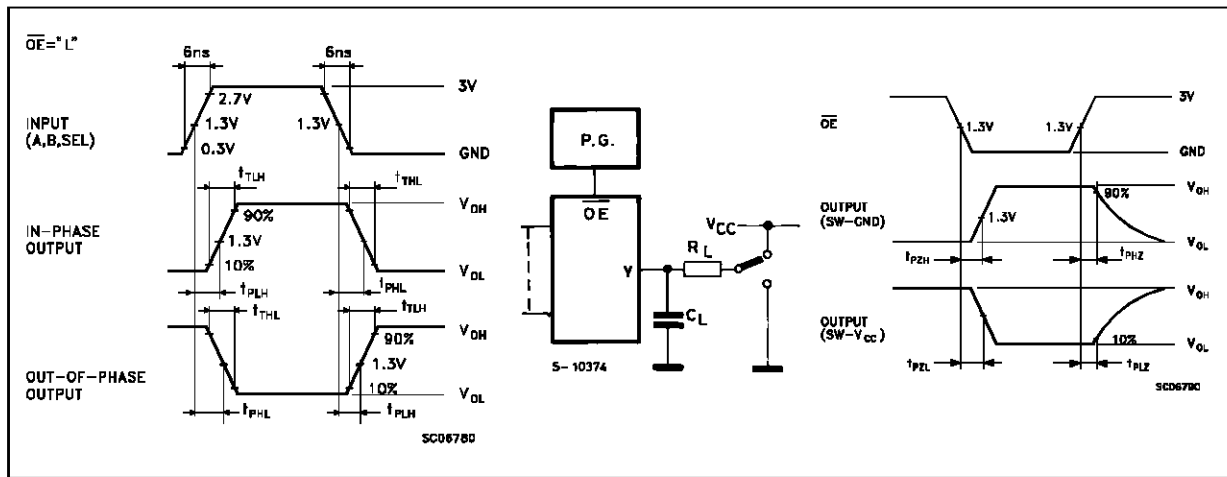 OE="L"
6ns
6ns
3V
2.7V
INPUT
(A,B,SEL)
1.3V
1.3V
0.3V
GND
tTLH
tTHL
VOH
90%
IN-PHASE
OUTPUT
1.3V
10%
VOL
tPLH
tPHL
tTHL
tTLH
VOH
90%
1.3V
OUT-OF-PHASE
OUTPUT
10%
VOL
tPHL
tPLH
SC06780
P.G.
OE
VCC
RL
Y
CL
S-10374
3V
OE
1.3V
1.3V
GND
VOH
90%
OUTPUT
(SW-GND)
1.3V
VOL
tPZH
tPHZ
VOH
OUTPUT
(SW-VCC)
10%
VOL
tPZL
tPLZ
SC06790